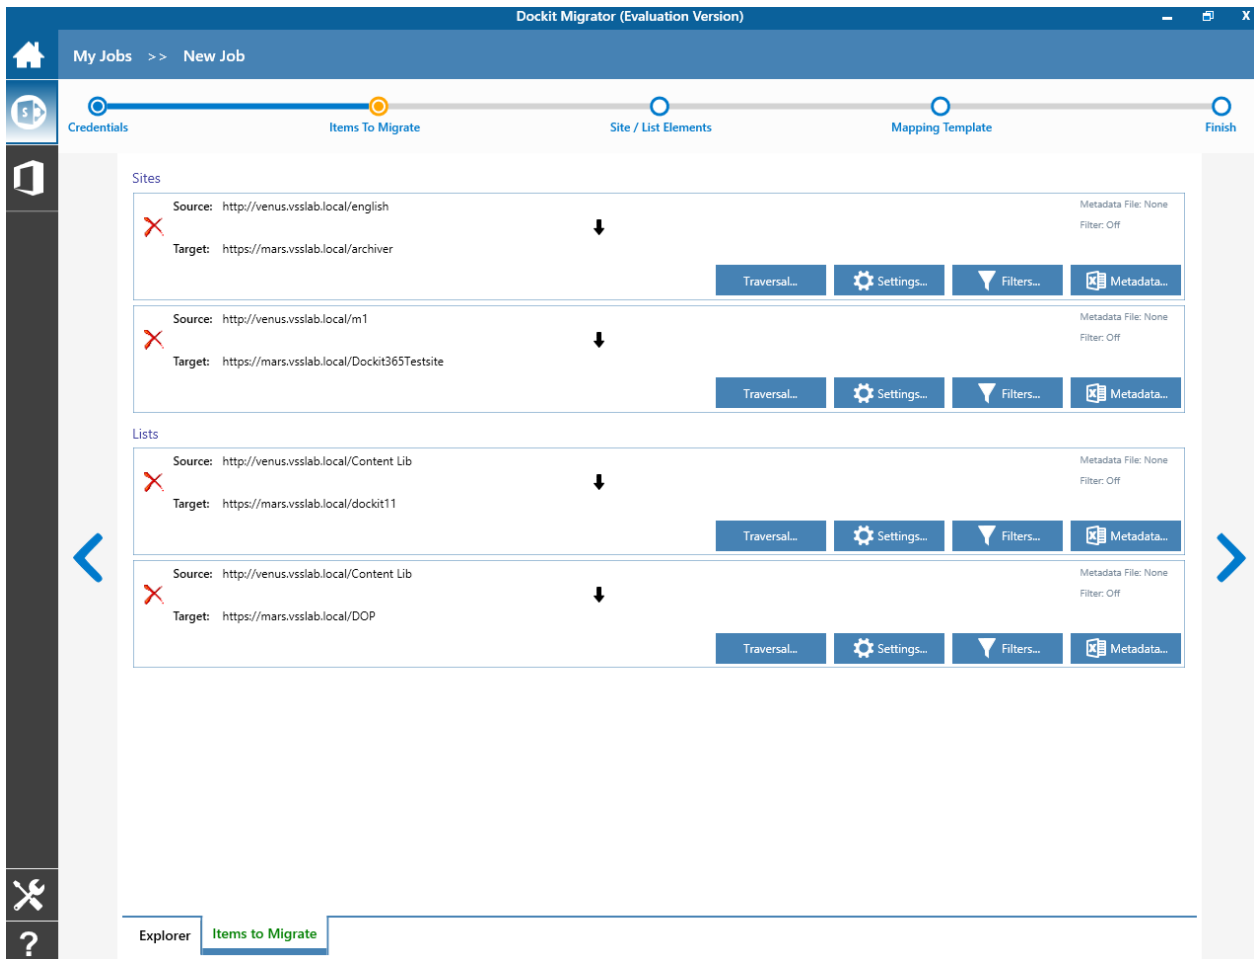 Dockit Migrator (Evaluation Version)
My Jobs >> New Job
Credentials
Items To Migrate
Site / List Elements
Mapping Template
Finish
Sites
Source: http://venus.vsslab.local/english
Metadata File: None
Filter: Off
Target: https://mars.vsslab.local/archiver
Traversal... Settings... Filters... Metadata...
Source: http://venus.vsslab.local/m1
Metadata File: None
Filter: Off
Target: https://mars.vsslab.local/Dockit365Testsite
Traversal... Settings... Filters... Metadata...
Lists
Source: http://venus.vsslab.local/Content Lib
Metadata File: None
Filter: Off
Target: https://mars.vsslab.local/dockit11
Traversal... Settings... Filters... Metadata...
Source: http://venus.vsslab.local/Content Lib
Metadata File: None
Filter: Off
Target: https://mars.vsslab.local/DOP
Traversal... Settings... Filters... Metadata...
Explorer Items to Migrate